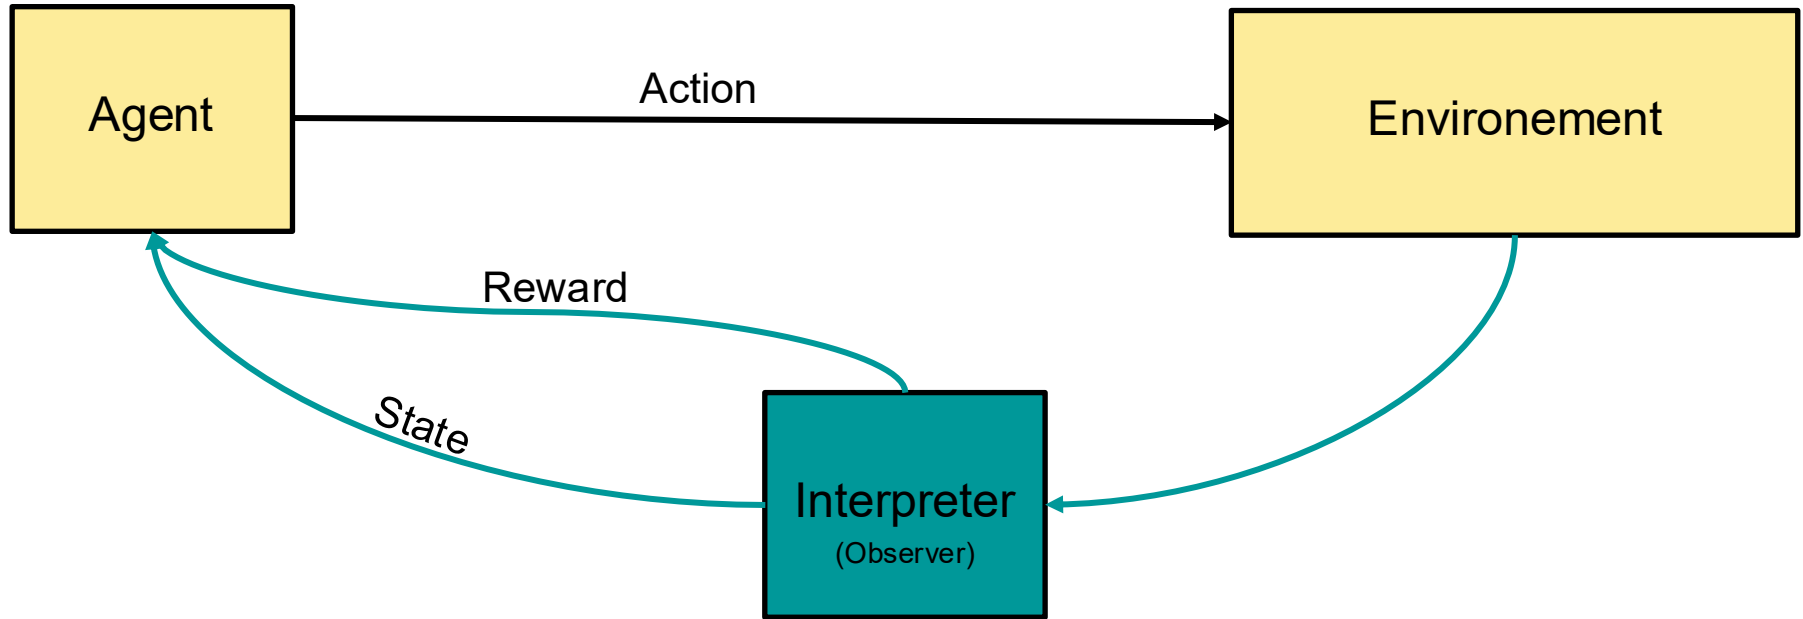 Agent
Action
Environement
Reward
State
Interpreter
(Observer)